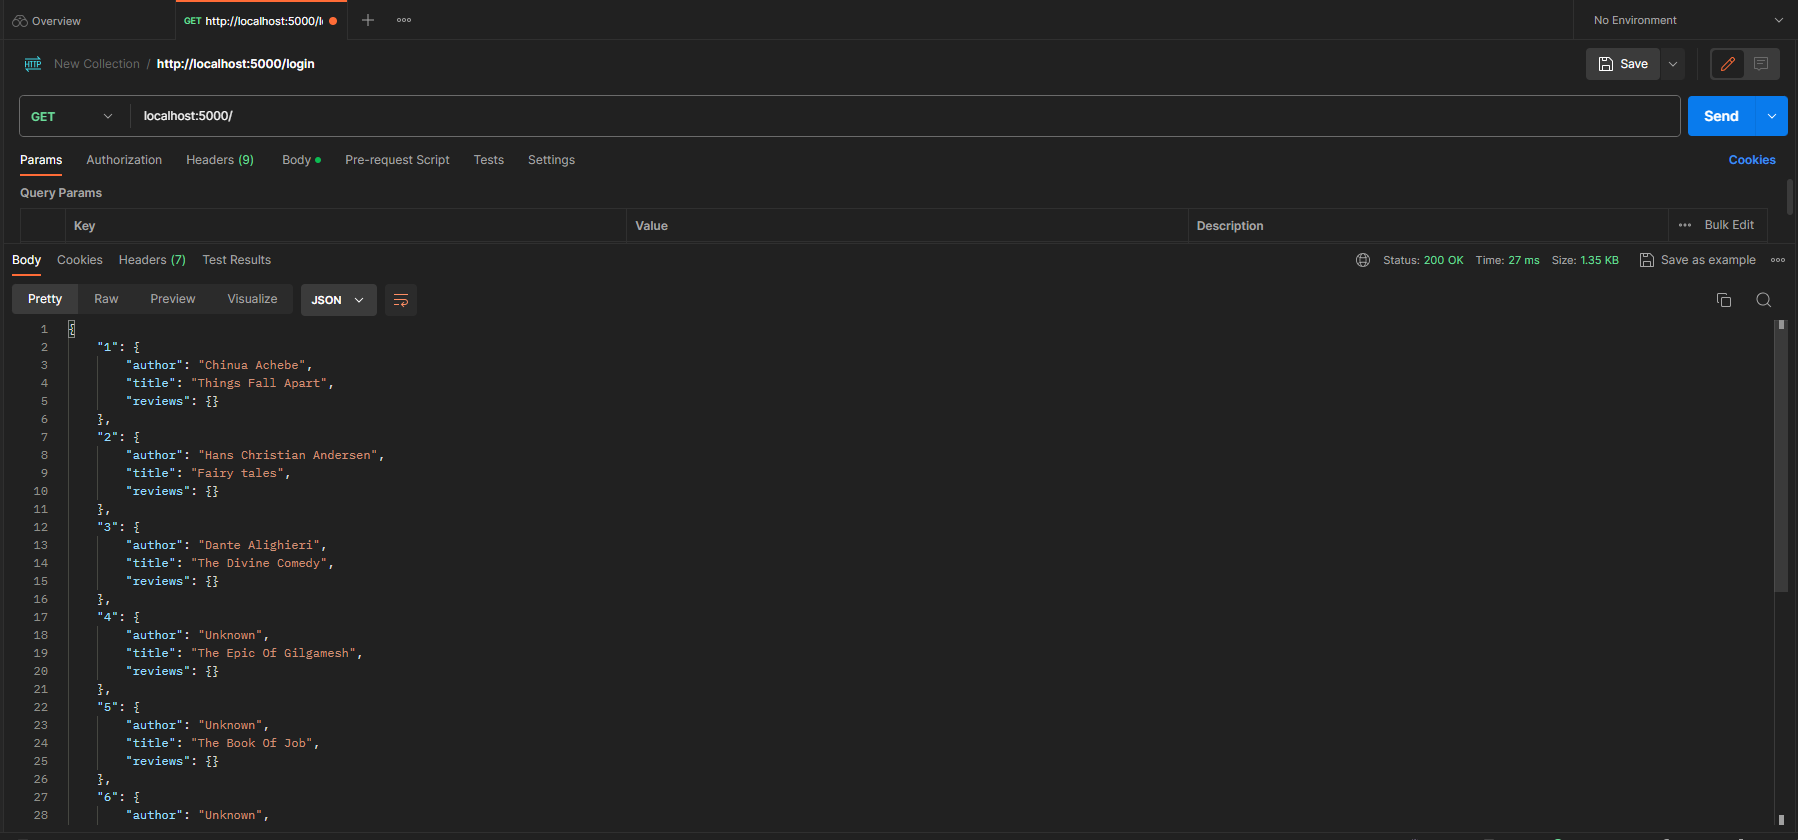 Overview
GET http://localhost:5000/l
No Environment
HTTP New Collection / http://localhost:5000/login
Save
GET localhost:5000/
Send
Params Authorization Headers (9) Body Pre-request Script Tests Settings Cookies
Query Params
Key Value Description Bulk Edit
Body Cookies Headers (7) Test Results Status: 200 OK Time: 27 ms Size: 1.35 KB Save as example
Pretty Raw Preview Visualize JSON
1 {
2 "1": {
3 "author": "Chinua Achebe",
4 "title": "Things Fall Apart",
5 "reviews": {}
6 },
7 "2": {
8 "author": "Hans Christian Andersen",
9 "title": "Fairy tales",
10 "reviews": {}
11 },
12 "3": {
13 "author": "Dante Alighieri",
14 "title": "The Divine Comedy",
15 "reviews": {}
16 },
17 "4": {
18 "author": "Unknown",
19 "title": "The Epic Of Gilgamesh",
20 "reviews": {}
21 },
22 "5": {
23 "author": "Unknown",
24 "title": "The Book Of Job",
25 "reviews": {}
26 },
27 "6": {
28 "author": "Unknown",